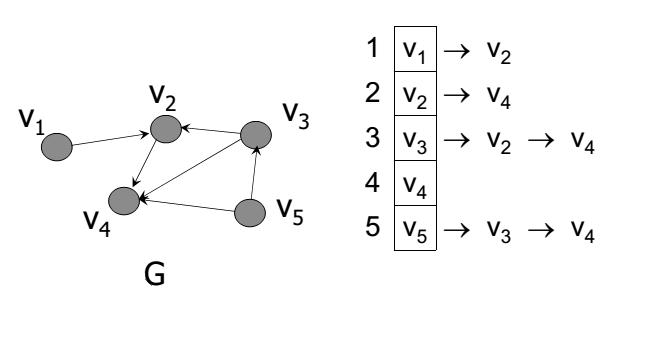 v₁
v₂
v₃
v₄
v₅
G
1 v₁ → v₂
2 v₂ → v₄
3 v₃ → v₂ → v₄
4 v₄
5 v₅ → v₃ → v₄